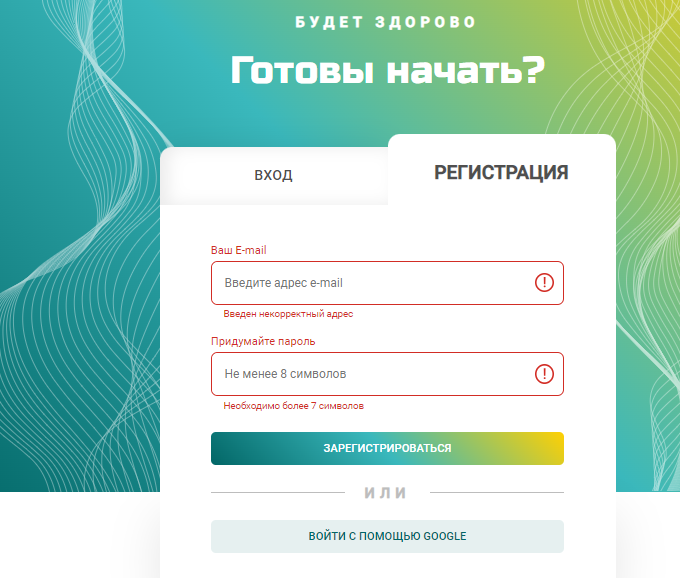 БУДЕТ ЗДОРОВО
Готовы начать?
ВХОД
РЕГИСТРАЦИЯ
Ваш E-mail
Введите адрес e-mail
Введен некорректный адрес
Придумайте пароль
Не менее 8 символов
Необходимо более 7 символов
ЗАРЕГИСТРИРОВАТЬСЯ
ИЛИ
ВОЙТИ С ПОМОЩЬЮ GOOGLE